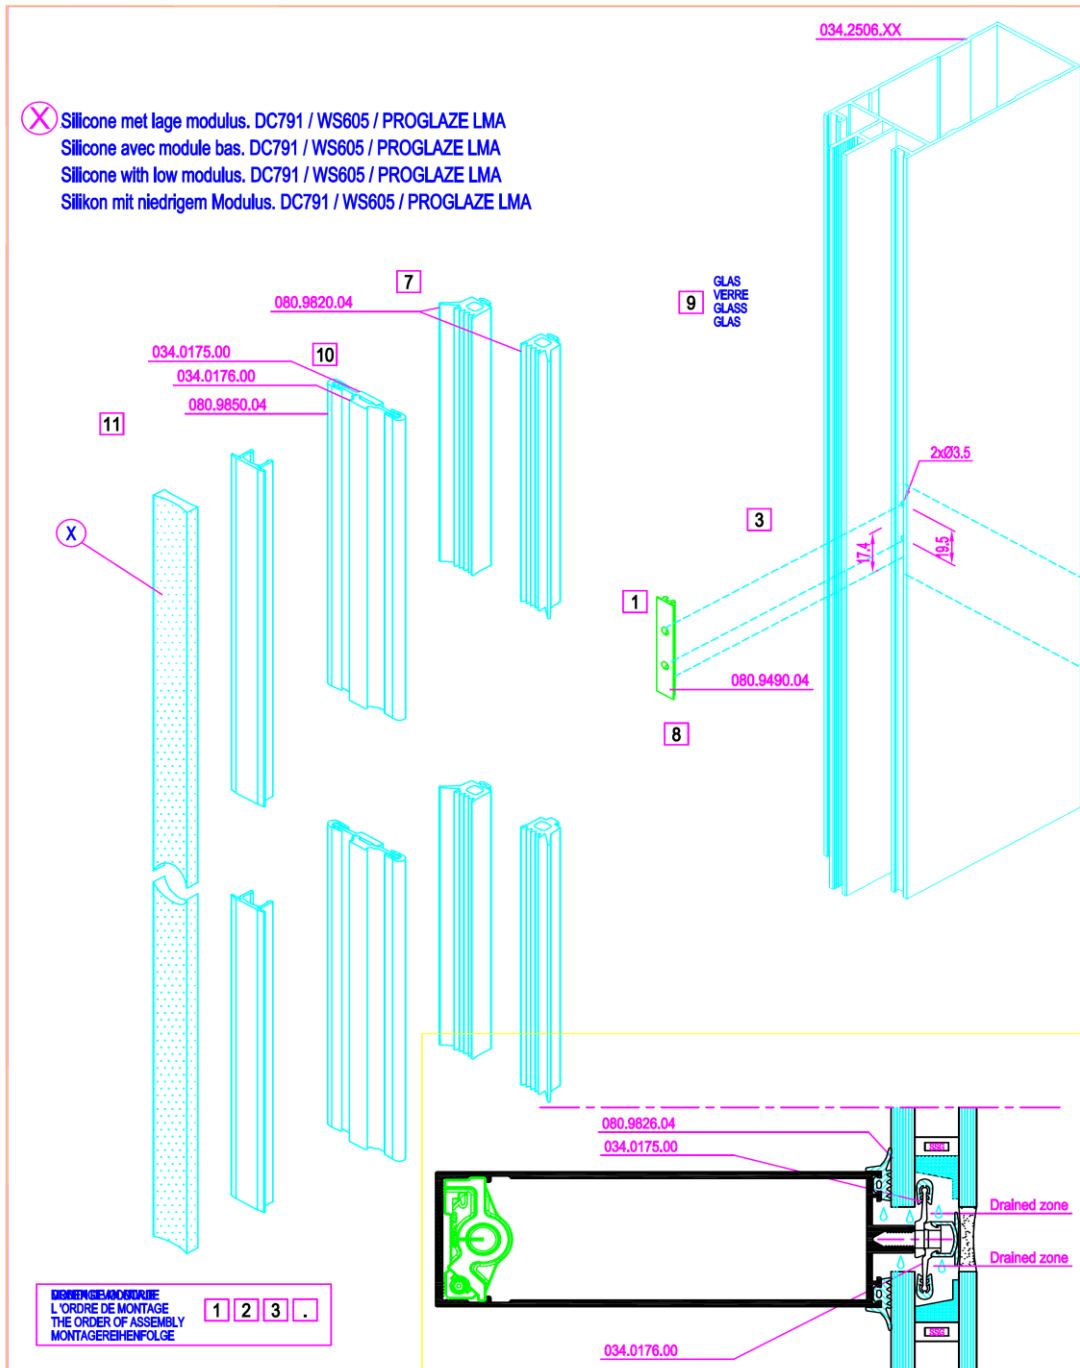 034.2506.XX
X
Silicone met lage modulus. DC791 / WS605 / PROGLAZE LMA
Silicone avec module bas. DC791 / WS605 / PROGLAZE LMA
Silicone with low modulus. DC791 / WS605 / PROGLAZE LMA
Silikon mit niedrigem Modulus. DC791 / WS605 / PROGLAZE LMA
7
080.9820.04
9
GLAS
VERRE
GLASS
GLAS
034.0175.00
10
034.0176.00
080.9850.04
11
2xØ3.5
X
3
17.4
19.5
1
080.9490.04
8
080.9826.04
034.0175.00
SSG
Drained zone
Drained zone
SSG
034.0176.00
L 'ORDRE DE MONTAGE
THE ORDER OF ASSEMBLY
MONTAGEREIHENFOLGE
1 2 3 .